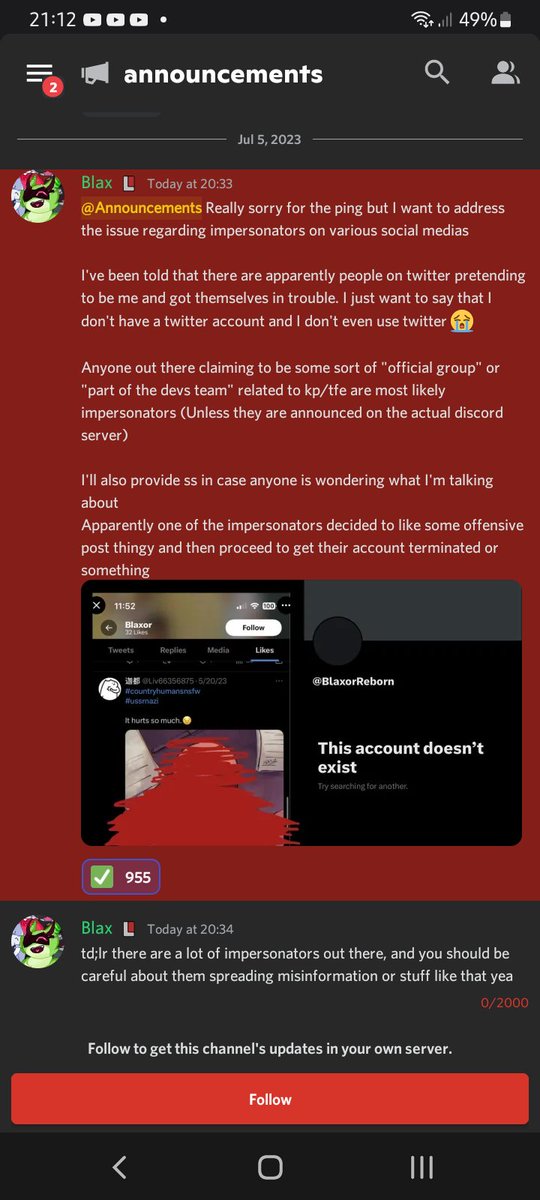 21:12
49%
2
announcements
Jul 5, 2023
Blax Today at 20:33
@Announcements Really sorry for the ping but I want to address
the issue regarding impersonators on various social medias
I've been told that there are apparently people on twitter pretending
to be me and got themselves in trouble. I just want to say that I
don't have a twitter account and I don't even use twitter 😭
Anyone out there claiming to be some sort of "official group" or
"part of the devs team" related to kp/tfe are most likely
impersonators (Unless they are announced on the actual discord
server)
I'll also provide ss in case anyone is wondering what I'm talking
about
Apparently one of the impersonators decided to like some offensive
post thingy and then proceed to get their account terminated or
something
11:52
100
Blaxor
32 Likes
Follow
Tweets Replies Media Likes
@Liv66356875 · 5/20/23
#countryhumansnsfw
#ussrnazi
It hurts so much.😢
@BlaxorReborn
This account doesn't
exist
Try searching for another.
✅ 955
Blax Today at 20:34
td;lr there are a lot of impersonators out there, and you should be
careful about them spreading misinformation or stuff like that yea
0/2000
Follow to get this channel's updates in your own server.
Follow